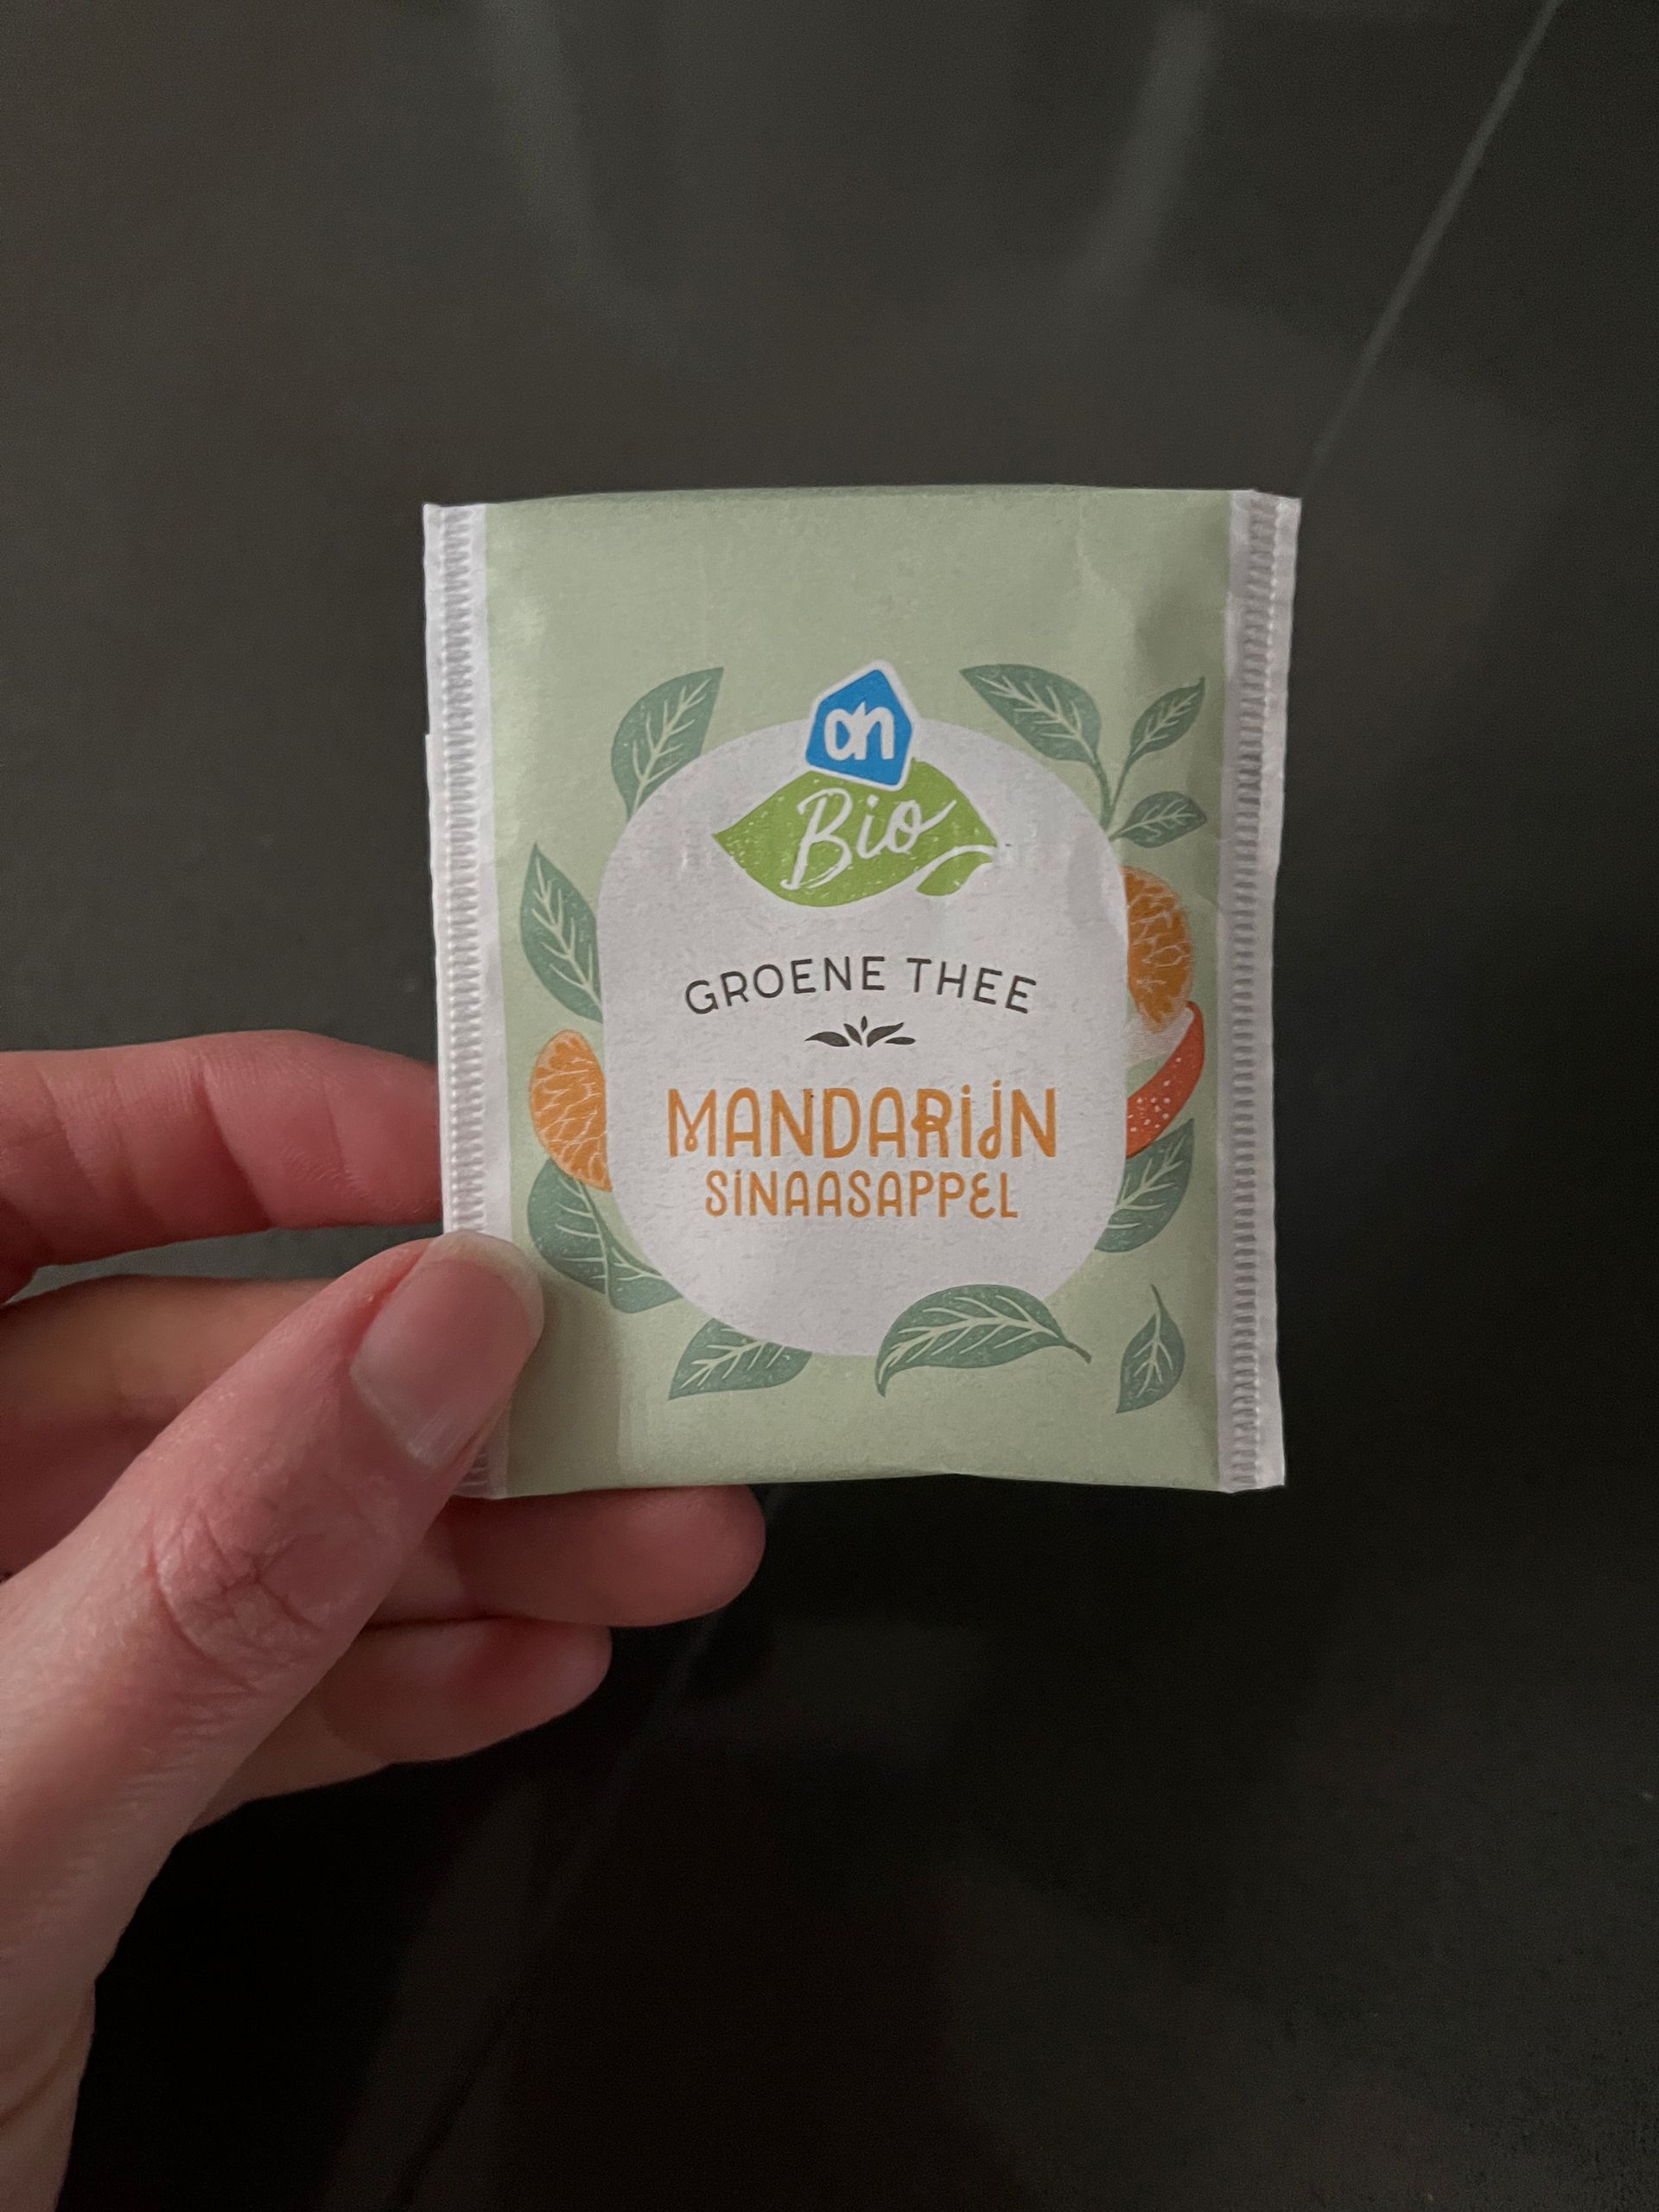 ah
Bio
GROENE THEE
MANDARIJN
SINAASAPPEL